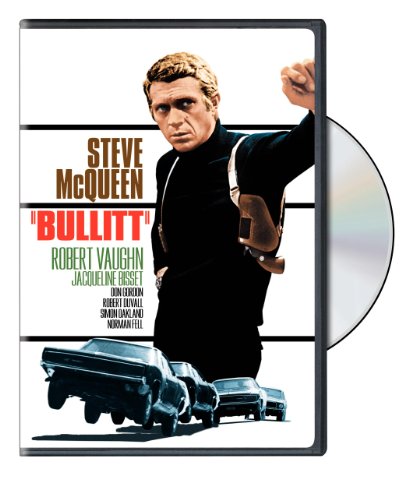 STEVE
McQUEEN
"BULLITT"
ROBERT VAUGHN
JACQUELINE BISSET
DON GORDON
ROBERT DUVALL
SIMON OAKLAND
NORMAN FELL